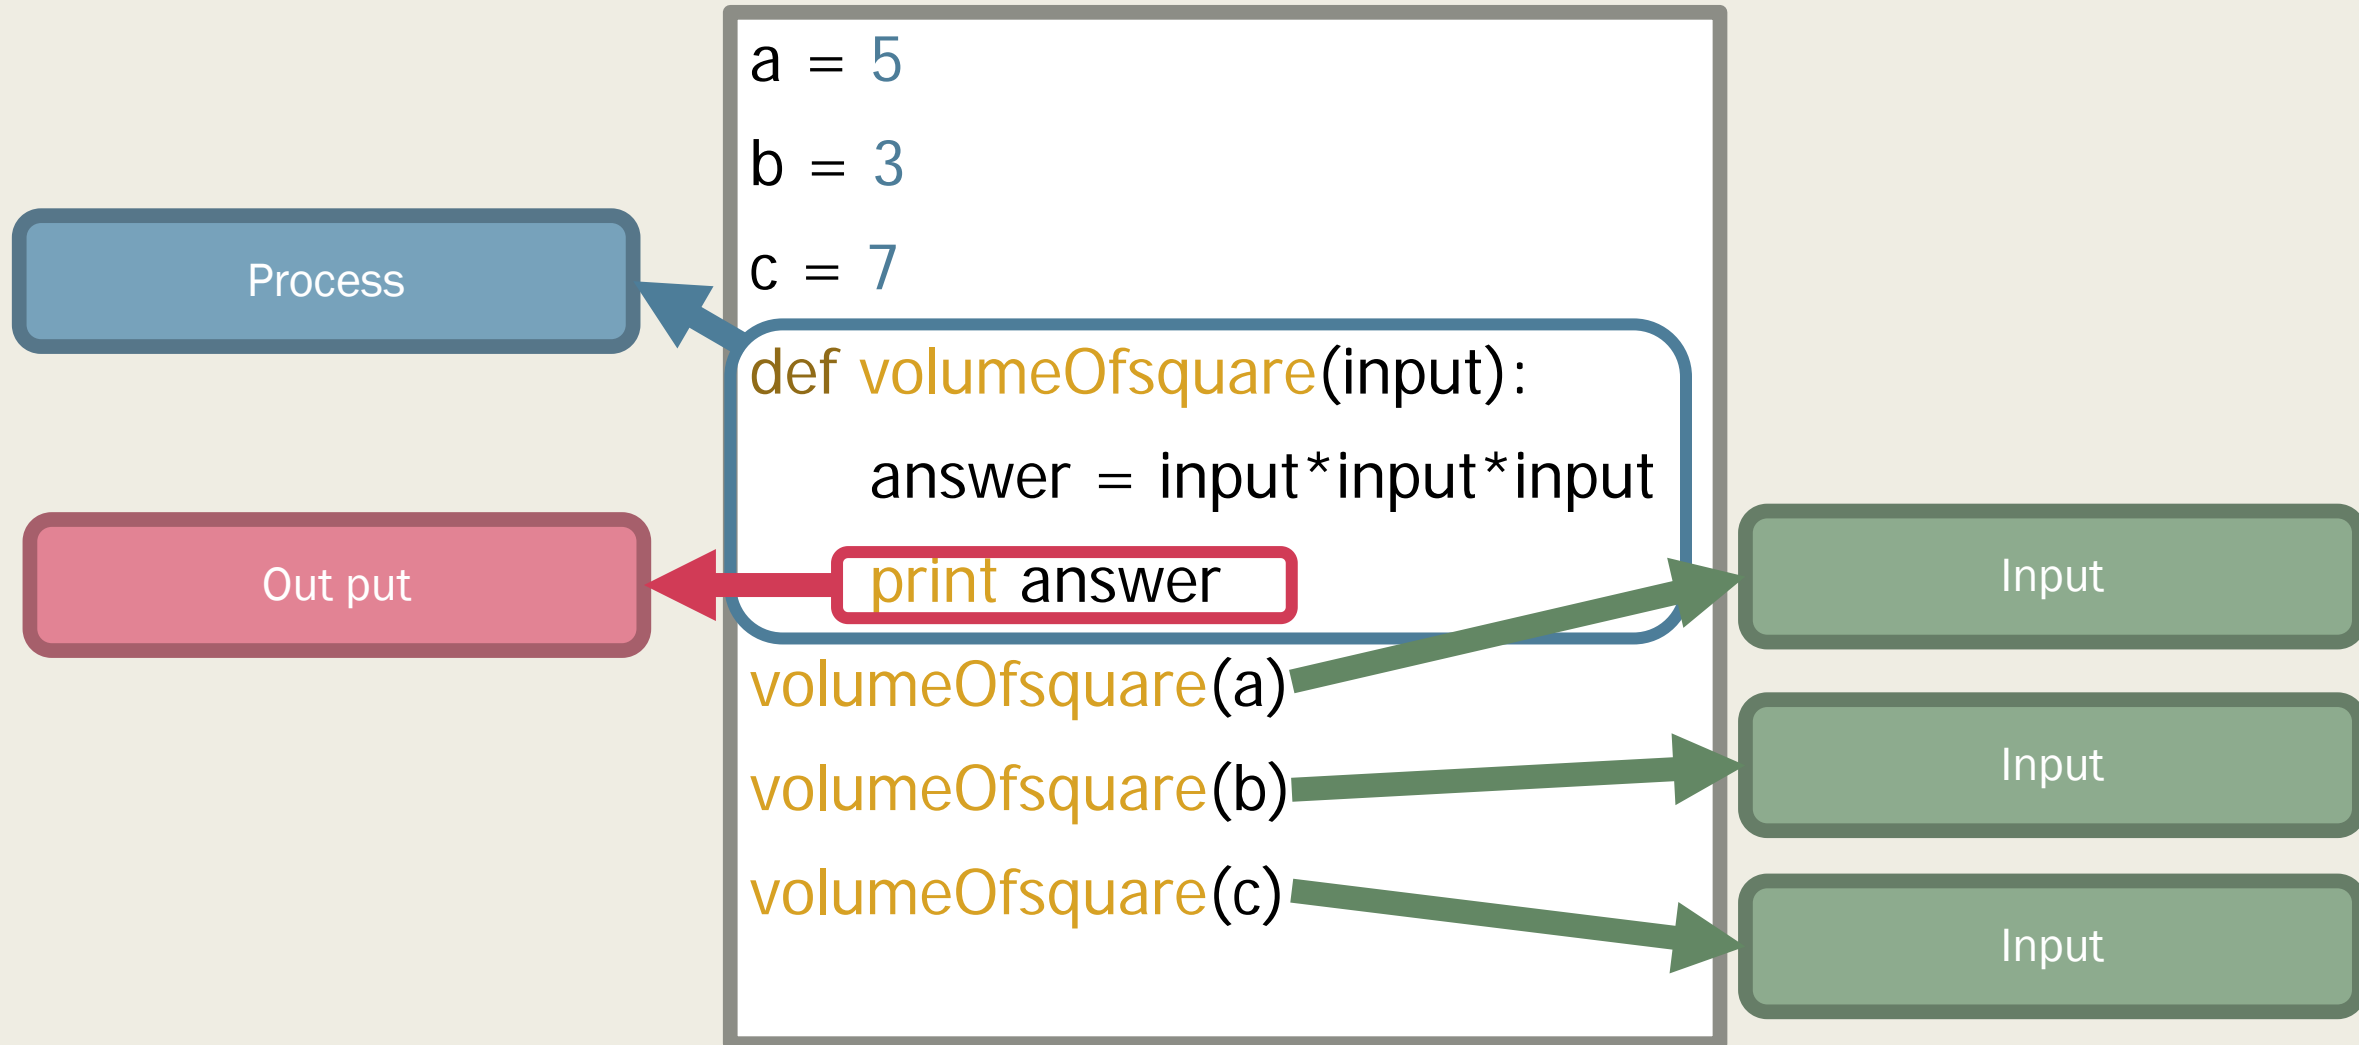 a = 5
b = 3
c = 7
def volumeOfsquare(input):
answer = input*input*input
print answer
volumeOfsquare(a)
volumeOfsquare(b)
volumeOfsquare(c)
Process
Out put
Input
Input
Input